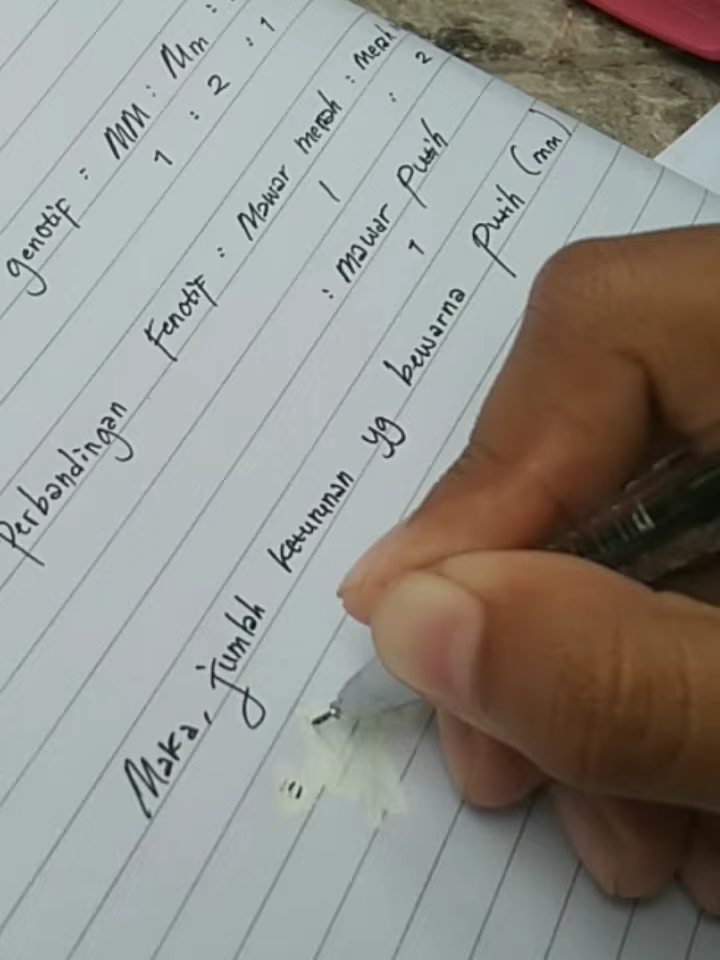 genotif : MM : Mm :
1 : 2 : 1
Perbandingan Fenotif : Mawar merah : Merah
1 : 2
: mawar putih
1
Maka, jumlah keturunan yg bewarna putih (mm)
=